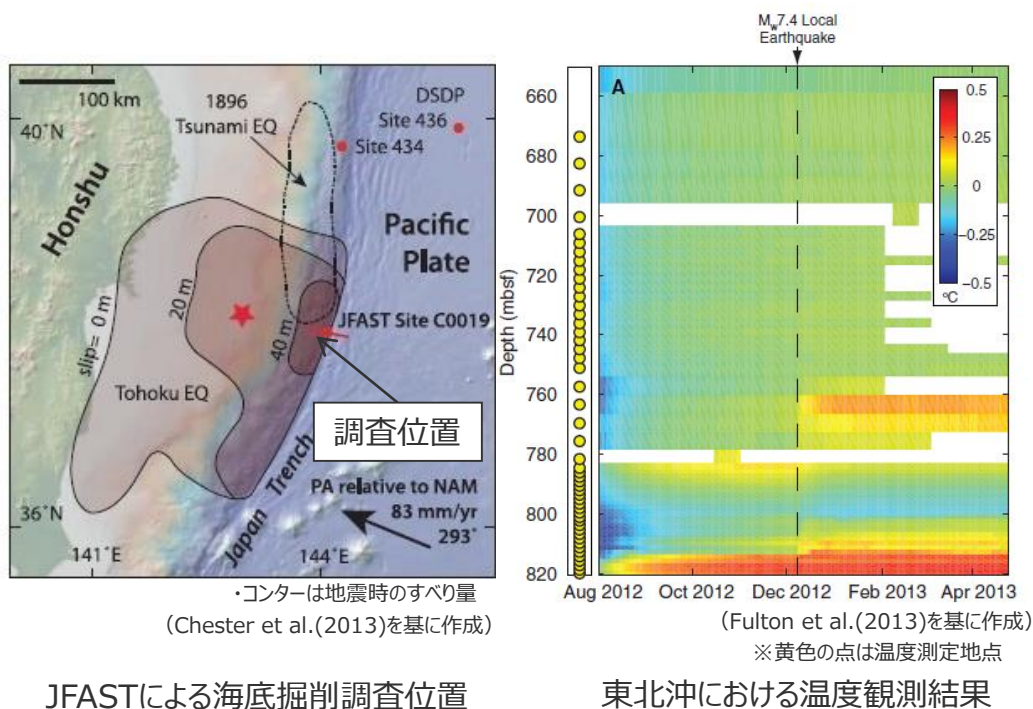 100 km
1896
Tsunami EQ
DSDP
Site 436
Site 434
40°N
Honshu
Pacific
Plate
20 m
slip= 0 m
40 m
JFAST Site C0019
Tohoku EQ
調査位置
Japan Trench
PA relative to NAM
83 mm/yr
293°
36°N
141°E
144°E
・コンターは地震時のすべり量
(Chester et al.(2013)を基に作成)
JFASTによる海底掘削調査位置
Mw7.4 Local
Earthquake
A
0.5
0.25
0
−0.25
−0.5
ºC
Depth (mbsf)
660
680
700
720
740
760
780
800
820
Aug 2012 Oct 2012 Dec 2012 Feb 2013 Apr 2013
(Fulton et al.(2013)を基に作成)
※黄色の点は温度測定地点
東北沖における温度観測結果